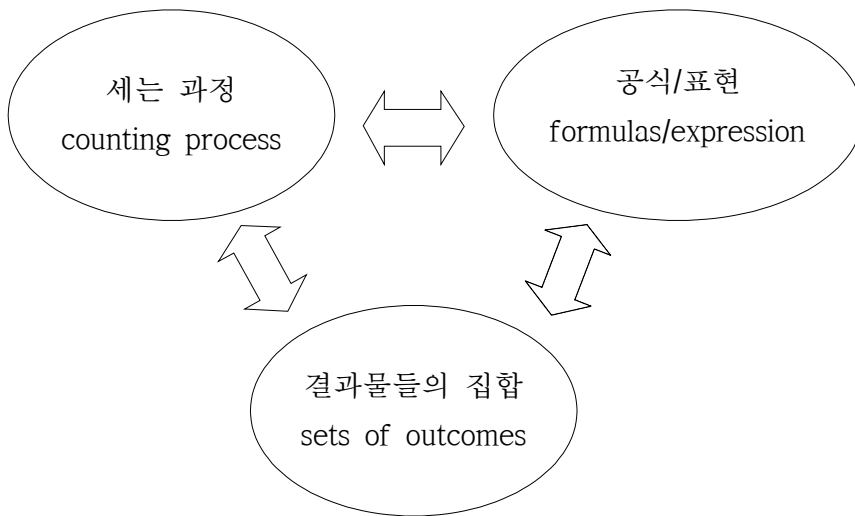 세는 과정
counting process
공식/표현
formulas/expression
결과물들의 집합
sets of outcomes